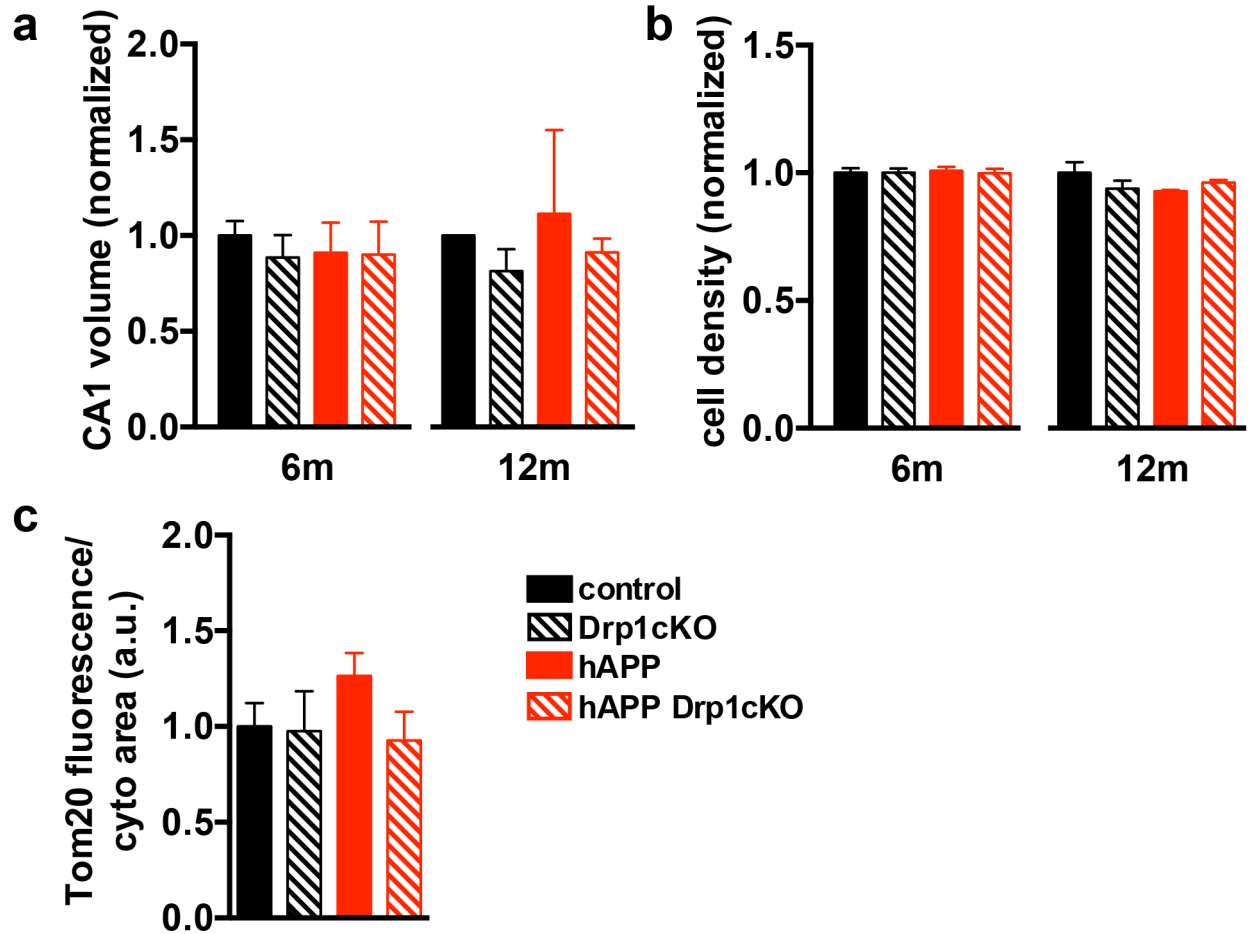 a
CA1 volume (normalized)
2.0
1.5
1.0
0.5
0.0
6m
12m
b
cell density (normalized)
1.5
1.0
0.5
0.0
6m
12m
c
Tom20 fluorescence/
cyto area (a.u.)
2.0
1.5
1.0
0.5
0.0
control
Drp1cKO
hAPP
hAPP Drp1cKO